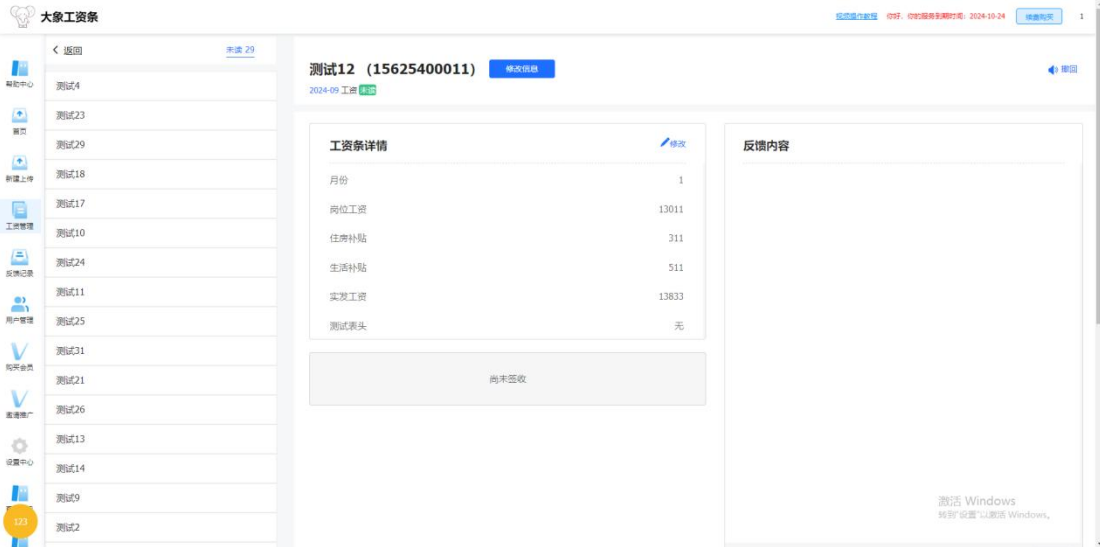 大象工资条
视频操作教程 你好，你的服务到期时间：2024-10-24 续费购买 1
返回 未读 29
测试4
测试23
测试29
测试18
测试17
测试10
测试24
测试11
测试25
测试31
测试21
测试26
测试13
测试14
测试9
测试2
帮助中心
首页
新建上传
工资管理
反馈记录
用户管理
购买会员
邀请推广
设置中心
123
测试12 （15625400011） 修改信息
撤回
2024-09 工资 未读
工资条详情 修改
月份 1
岗位工资 13011
住房补贴 311
生活补贴 511
实发工资 13833
测试表头 无
尚未签收
反馈内容
激活 Windows
转到"设置"以激活 Windows。